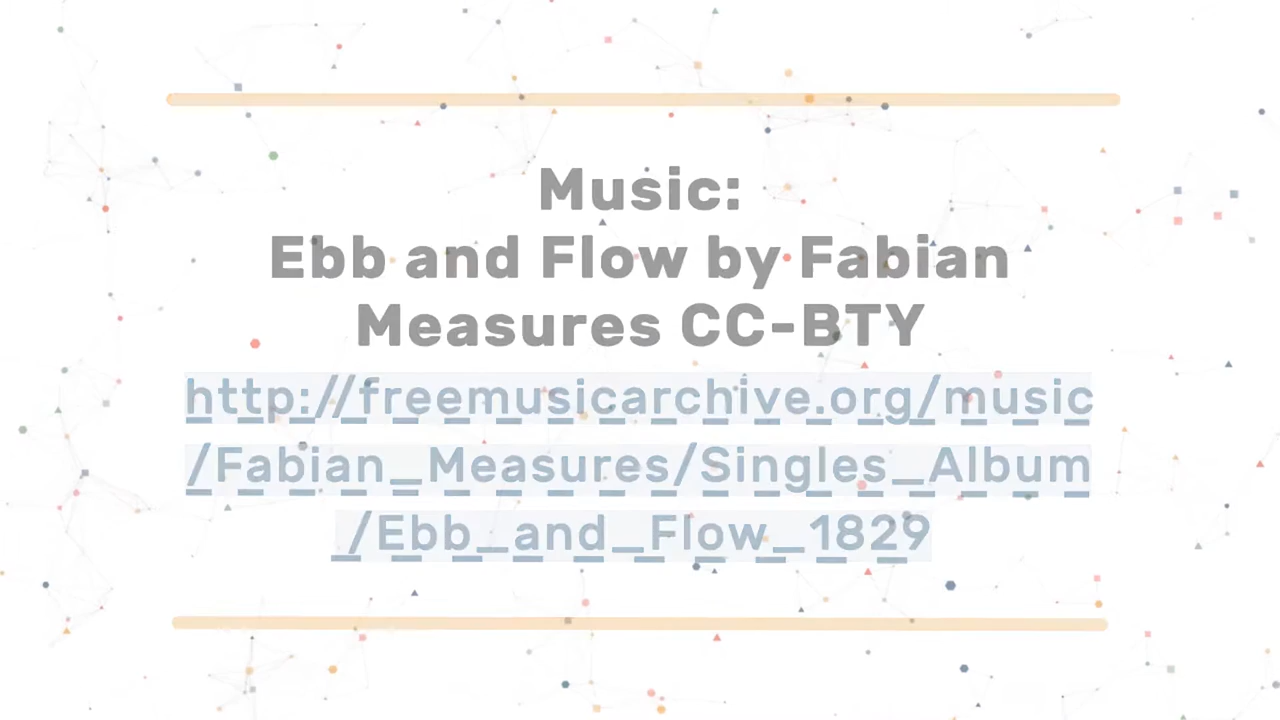 Music:
Ebb and Flow by Fabian
Measures CC-BTY
http://freemusicarchive.org/music
/Fabian_Measures/Singles_Album
/Ebb_and_Flow_1829